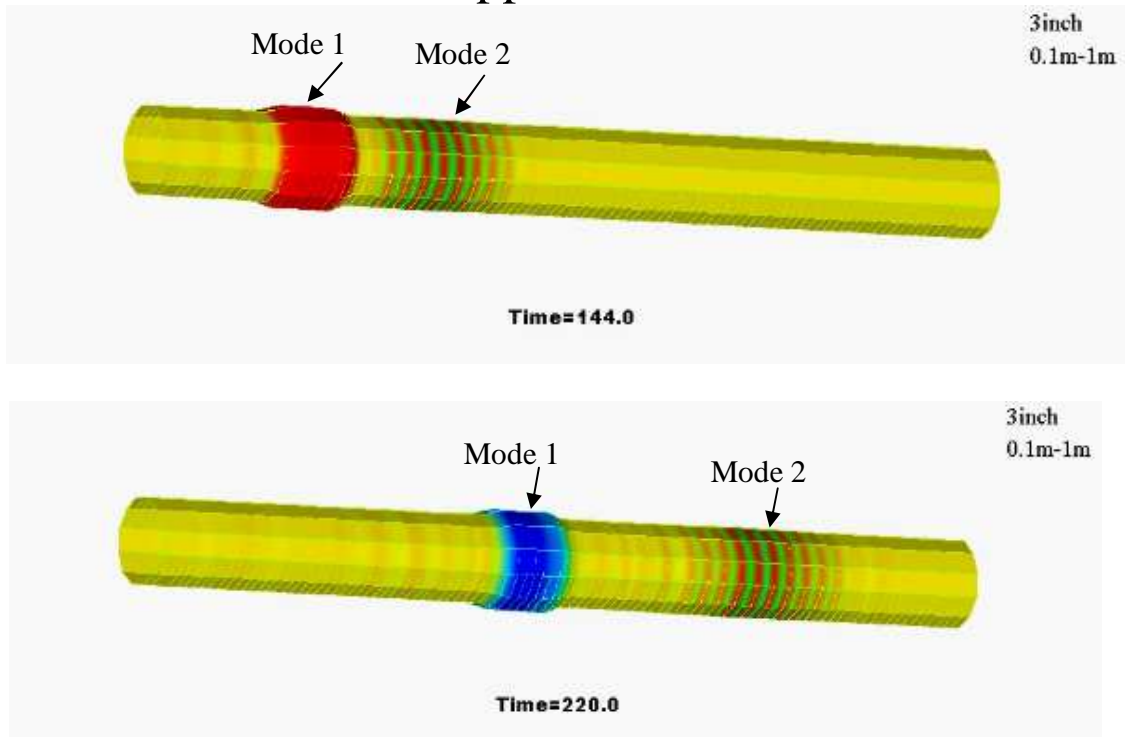 3inch
0.1m-1m
Mode 1
Mode 2
Time=144.0
3inch
0.1m-1m
Mode 1
Mode 2
Time=220.0